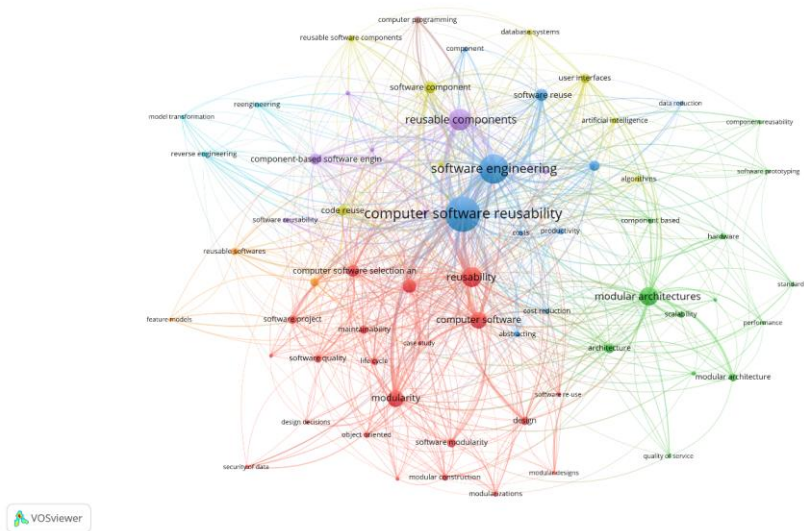 computer programming
database systems
reusable software components
component
user interfaces
software component
software reuse
data reduction
reengineering
model transformation
reusable components
artificial intelligence
component reusability
reverse engineering
component-based software engin
software engineering
software prototyping
algorithms
code reuse
computer software reusability
software reusability
component based
costs
productivity
hardware
reusable softwares
computer software selection an
reusability
standard
modular architectures
cost reduction
scalability
feature models
software project
computer software
performance
maintainability
abstracting
case study
architecture
software quality
life cycle
modular architecture
software re-use
modularity
design decisions
design
object oriented
software modularity
quality of service
security of data
modular construction
modular designs
modularizations
VOSviewer